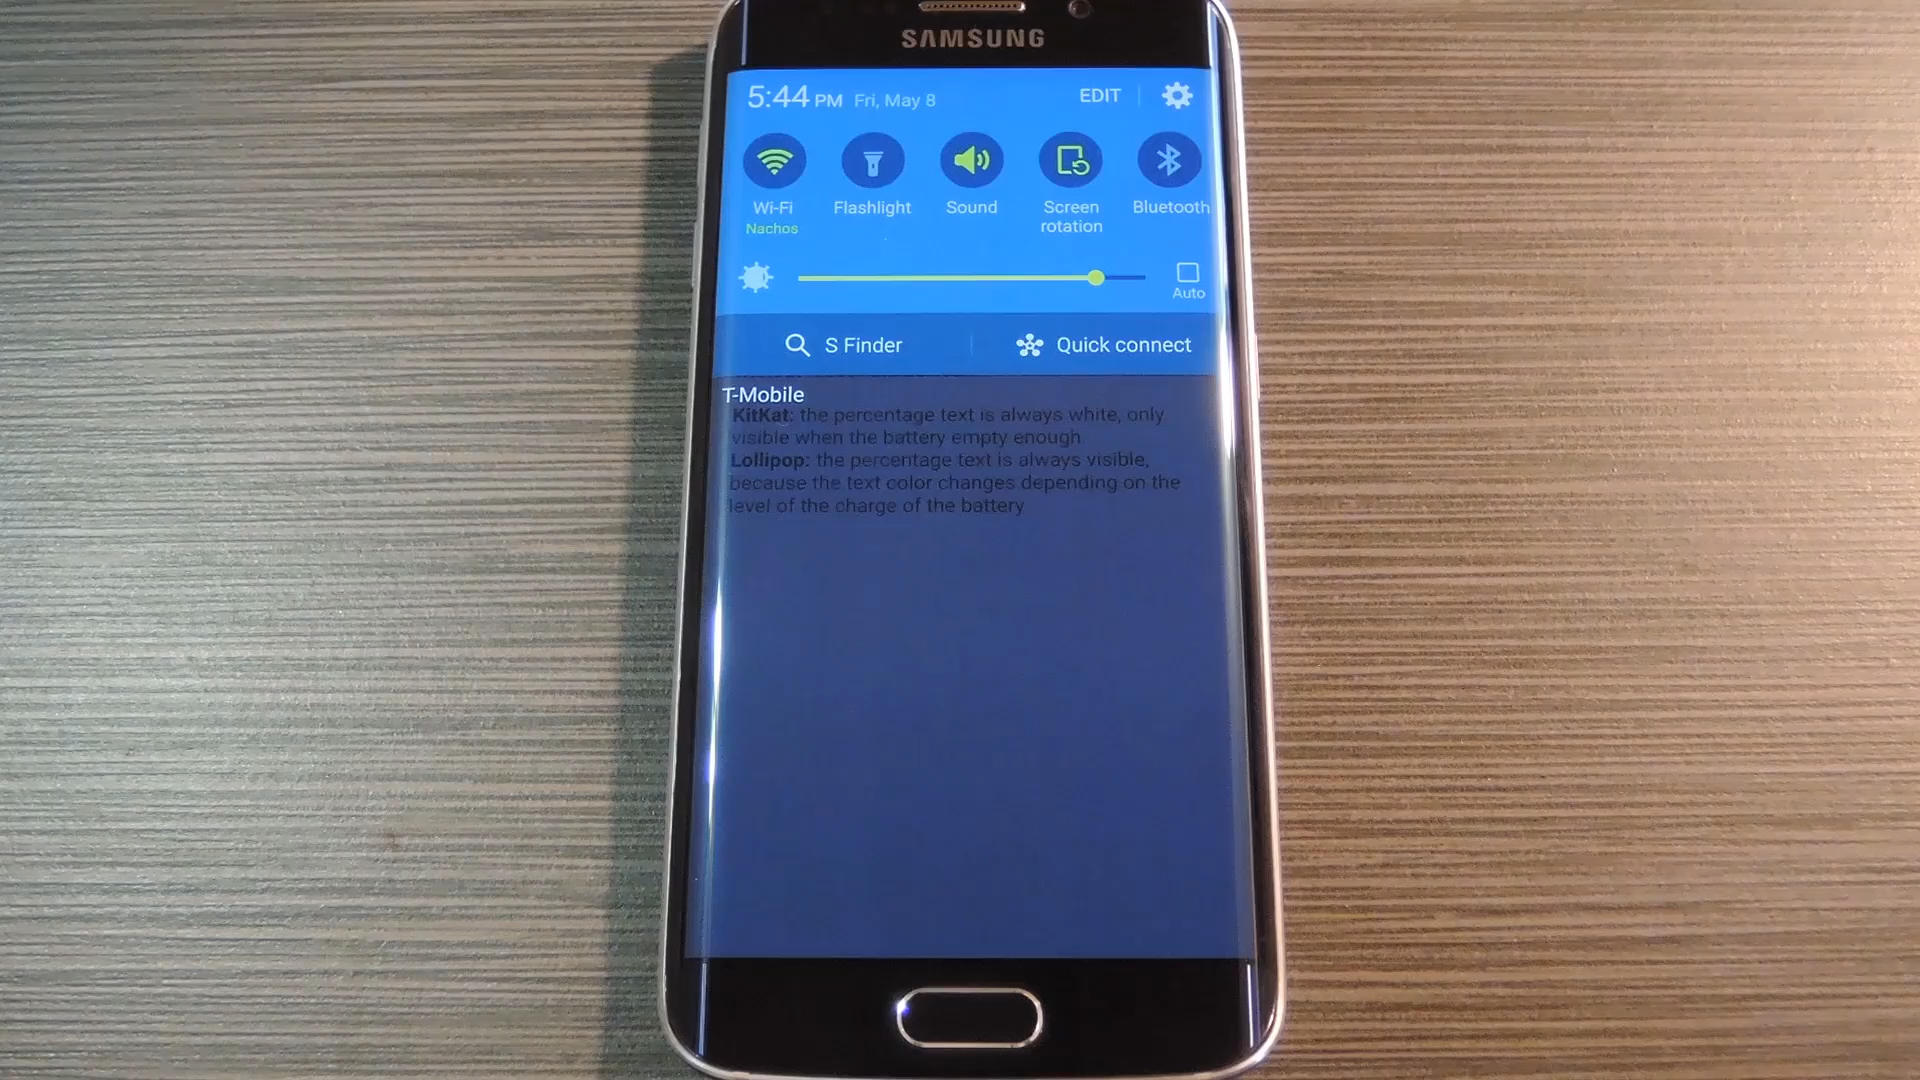 SAMSUNG
5:44 PM Fri, May 8 EDIT
Wi-Fi Flashlight Sound Screen rotation Bluetooth
Nachos
Auto
S Finder Quick connect
T-Mobile
KitKat: the percentage text is always white, only
visible when the battery empty enough
Lollipop: the percentage text is always visible,
because the text color changes depending on the
level of the charge of the battery